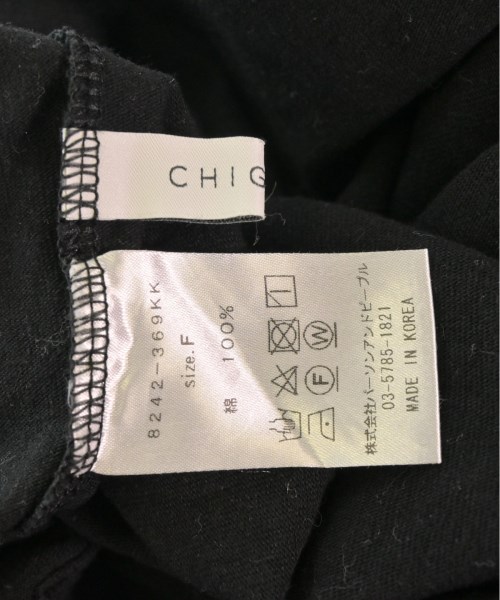 CHIG
8242-369KK
size.F
綿 100%
W
F
株式会社パーソンアンドピープル
03-5785-1821
MADE IN KOREA